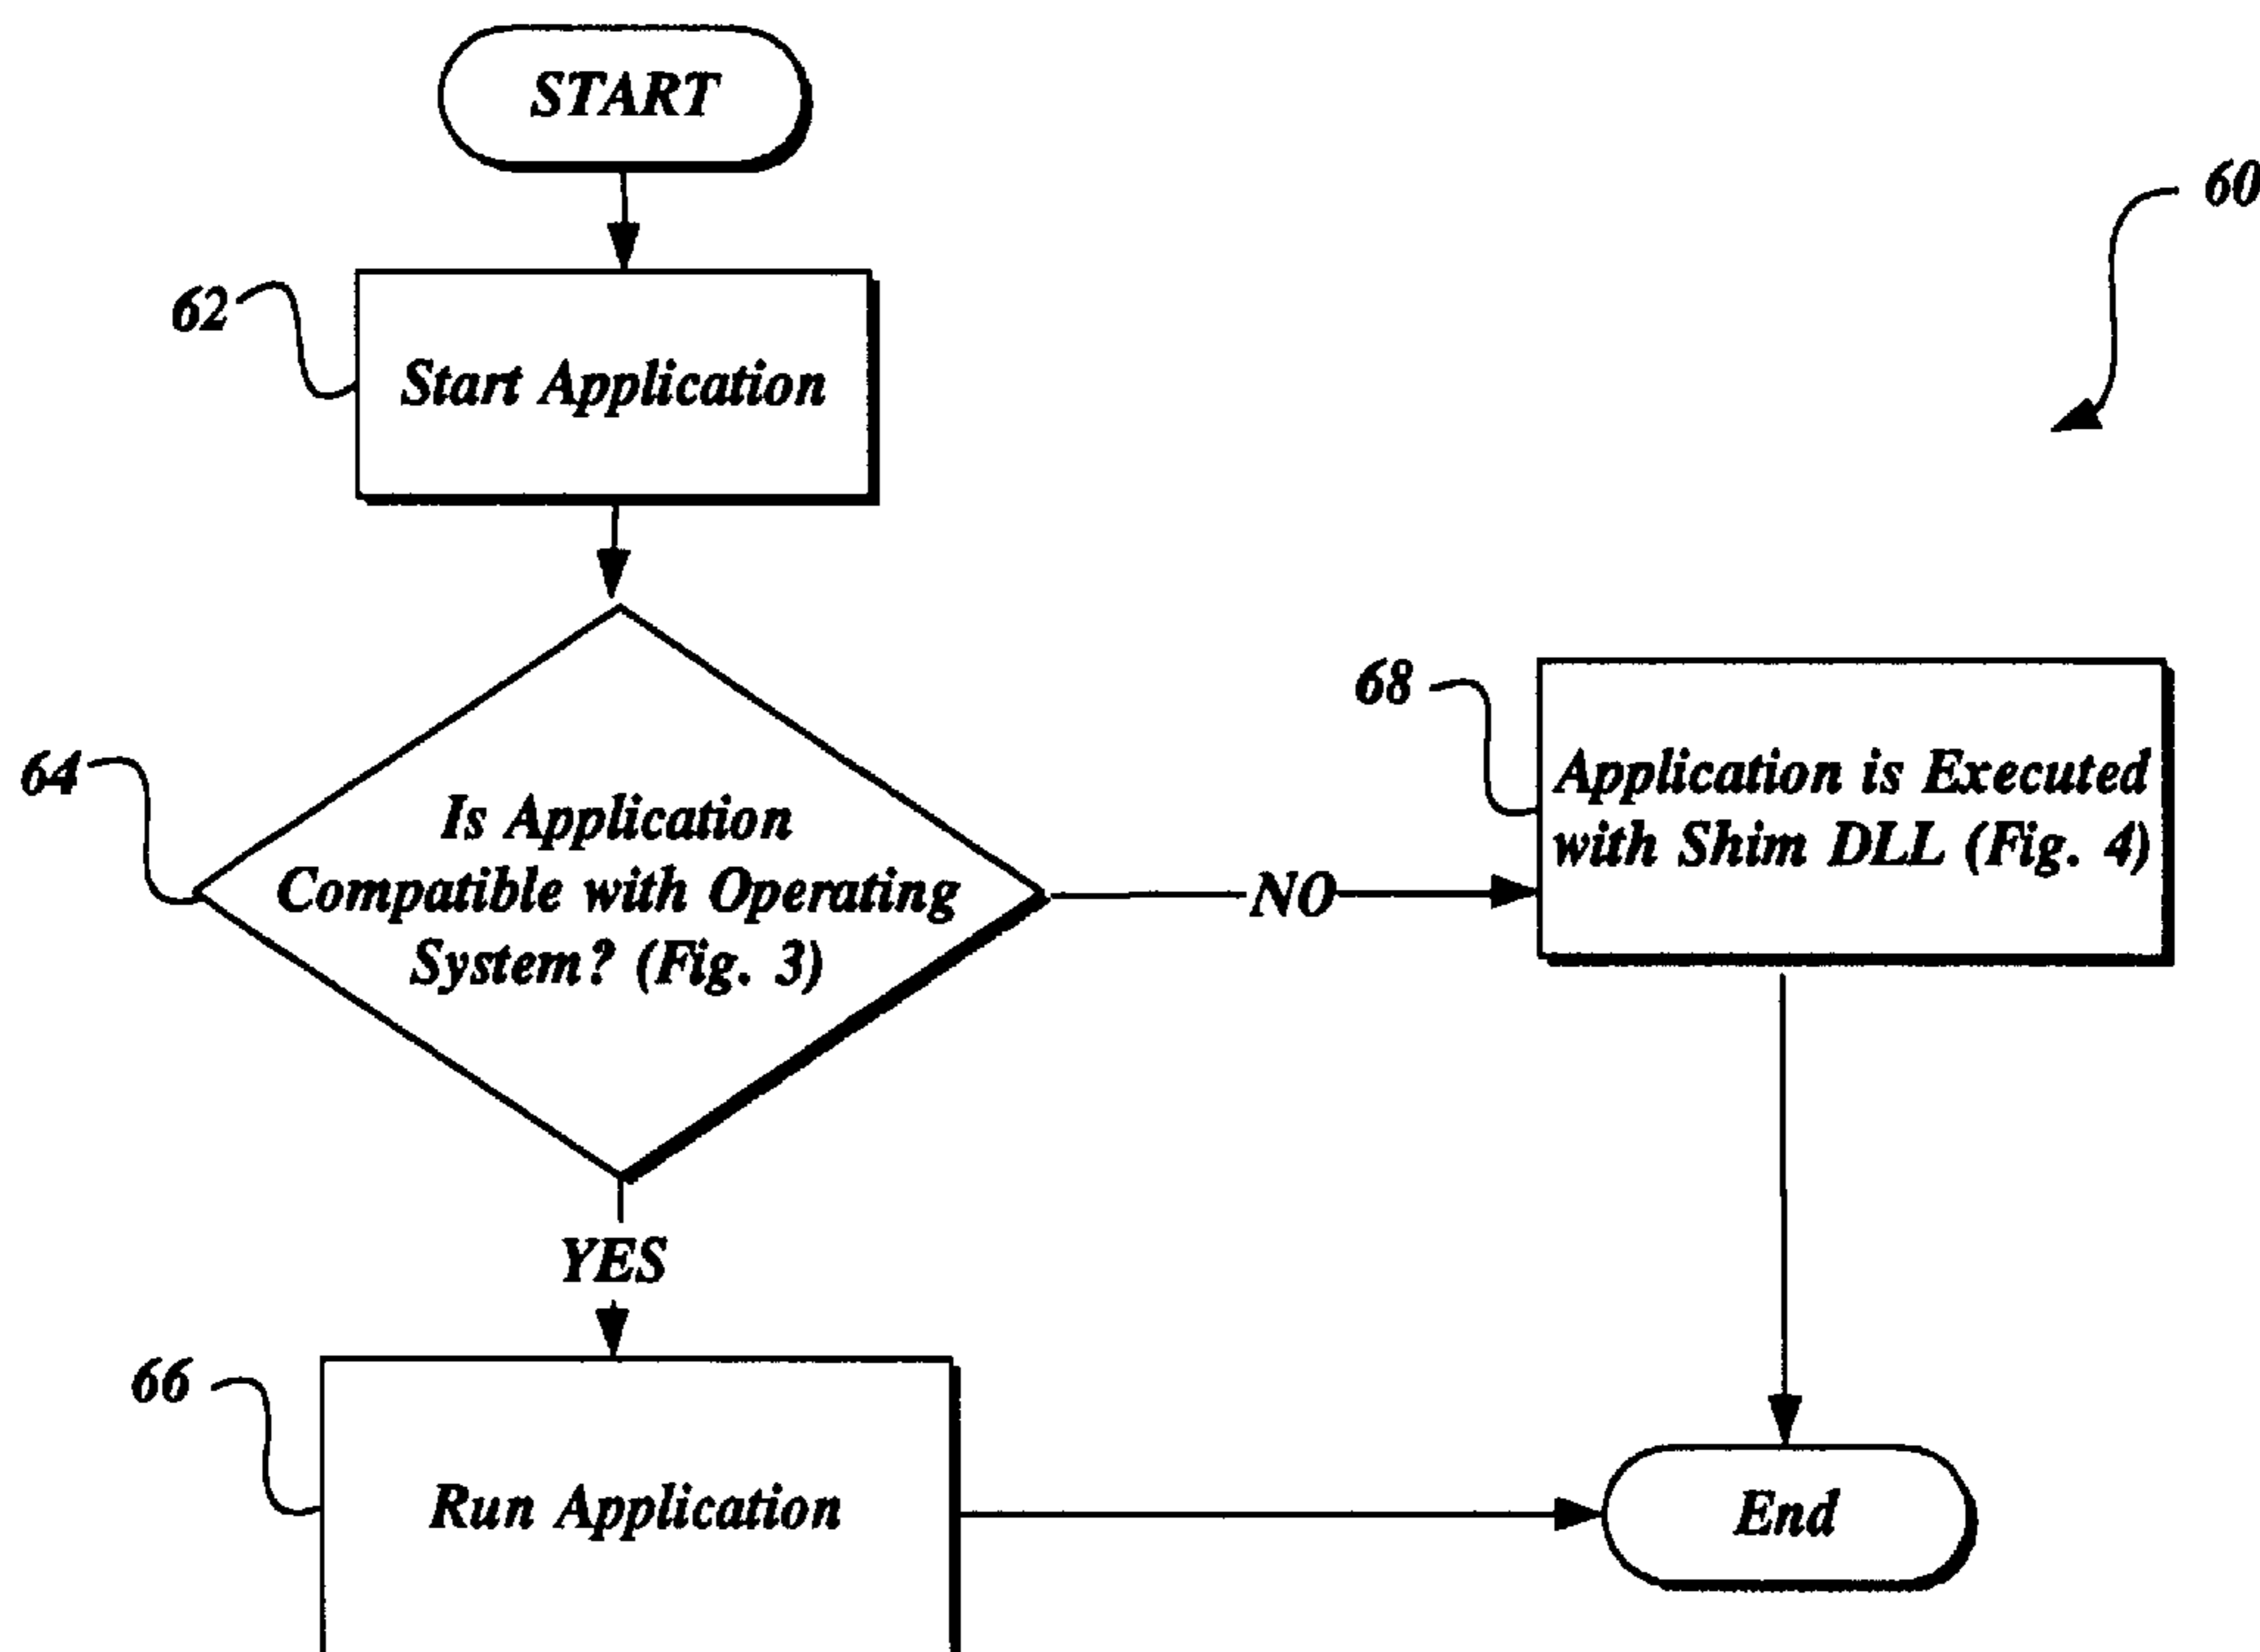 START
60
62
Start Application
64
Is Application
Compatible with Operating
System? (Fig. 3)
NO
68
Application is Executed
with Shim DLL (Fig. 4)
YES
66
Run Application
End